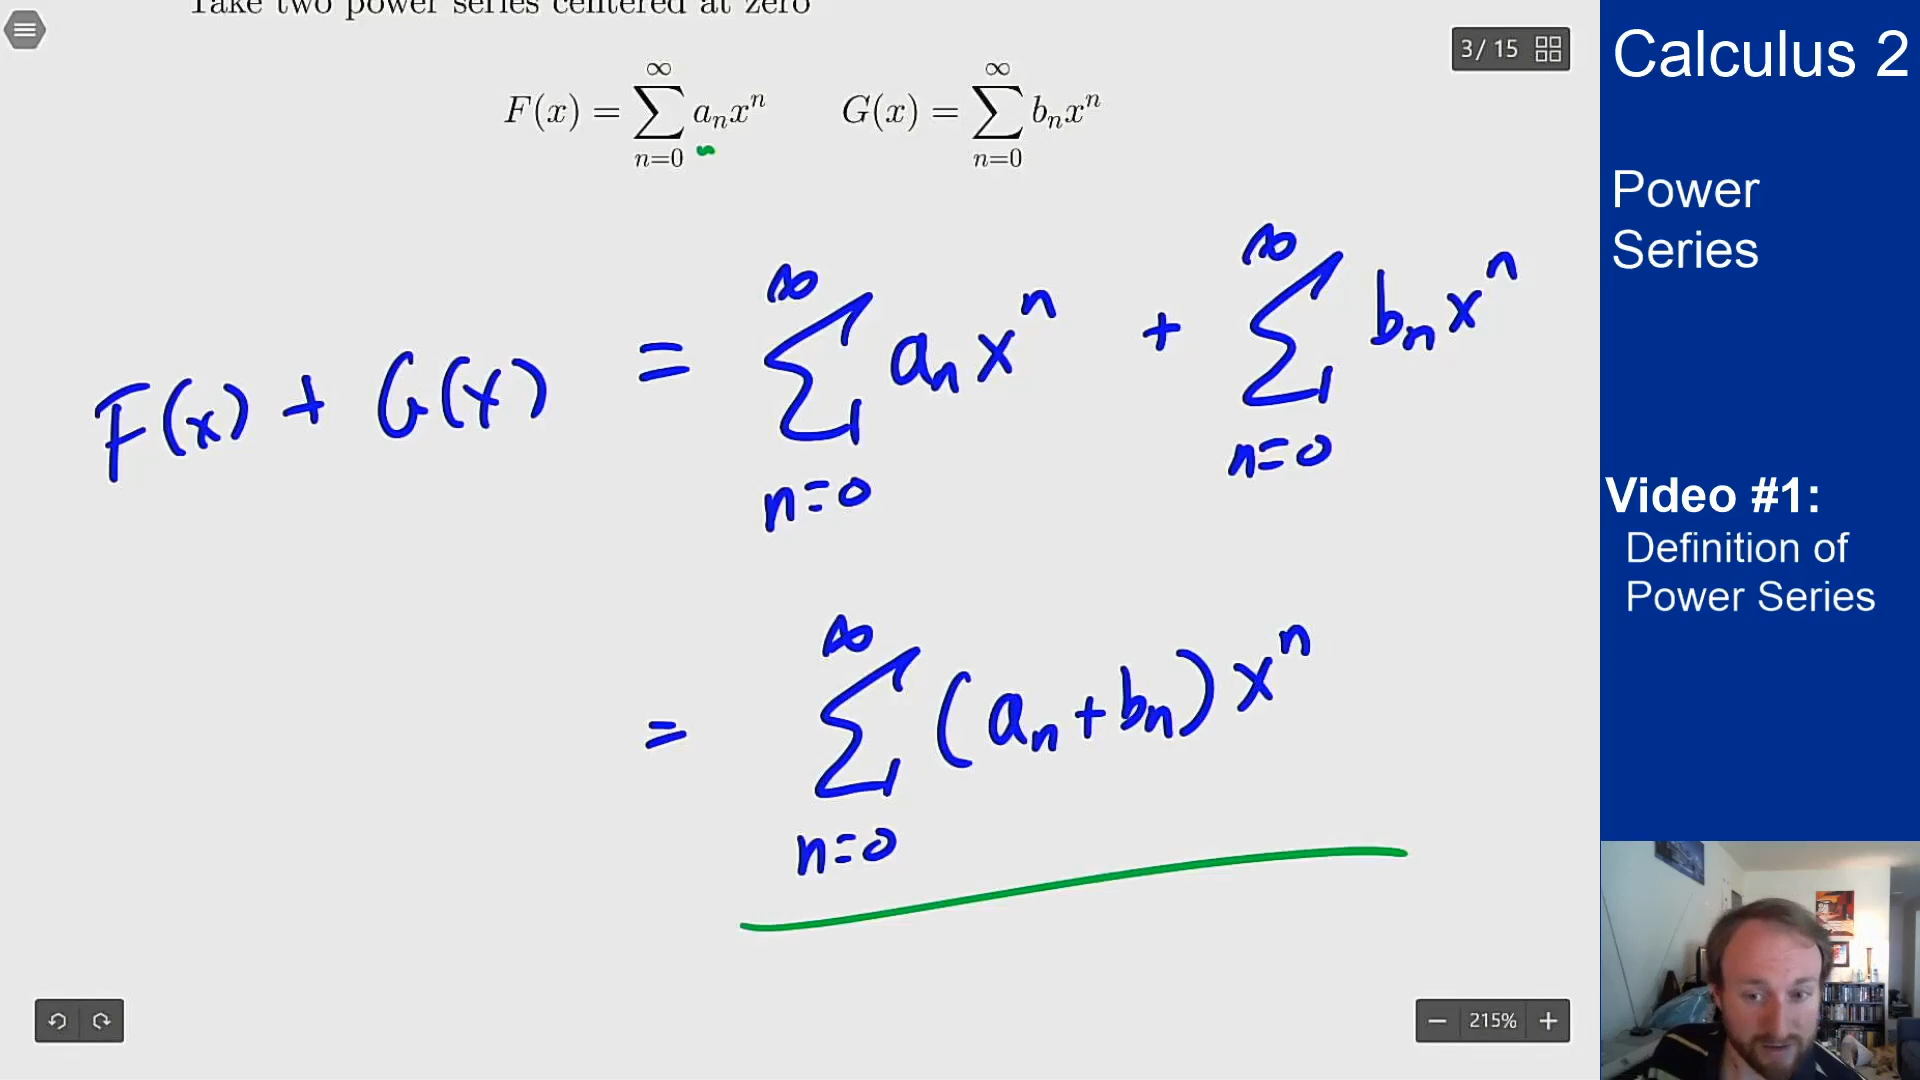 Take two power series centered at zero
3/ 15
F(x) = ∑_{n=0}^{∞} a_n x^n    G(x) = ∑_{n=0}^{∞} b_n x^n
F(x) + G(x) = ∑_{n=0}^{∞} a_n x^n + ∑_{n=0}^{∞} b_n x^n
= ∑_{n=0}^{∞} (a_n + b_n) x^n
215%
Calculus 2
Power
Series
Video #1:
Definition of
Power Series